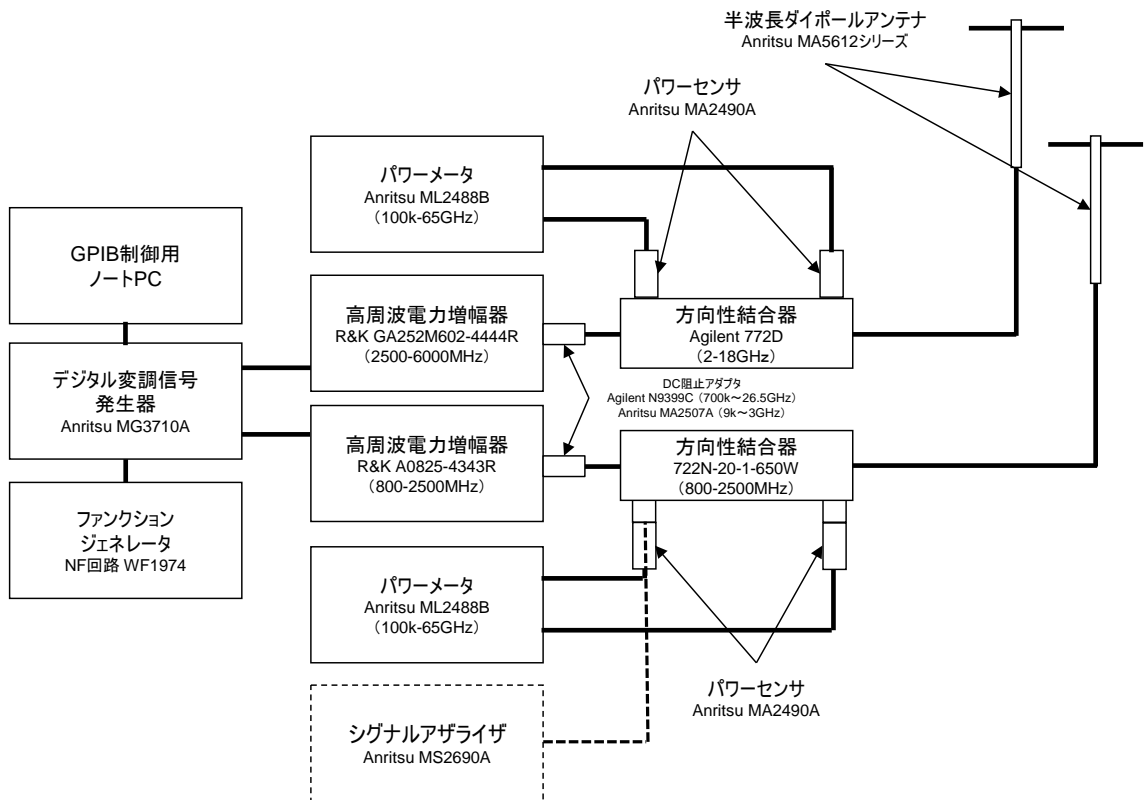 半波長ダイポールアンテナ
Anritsu MA5612シリーズ
パワーセンサ
Anritsu MA2490A
パワーメータ
Anritsu ML2488B
(100k-65GHz)
GPIB制御用
ノートPC
高周波電力増幅器
R&K GA252M602-4444R
(2500-6000MHz)
方向性結合器
Agilent 772D
(2-18GHz)
デジタル変調信号
発生器
Anritsu MG3710A
DC阻止アダプタ
Agilent N9399C (700k～26.5GHz)
Anritsu MA2507A (9k～3GHz)
高周波電力増幅器
R&K A0825-4343R
(800-2500MHz)
方向性結合器
722N-20-1-650W
(800-2500MHz)
ファンクション
ジェネレータ
NF回路 WF1974
パワーメータ
Anritsu ML2488B
(100k-65GHz)
パワーセンサ
Anritsu MA2490A
シグナルアザライザ
Anritsu MS2690A